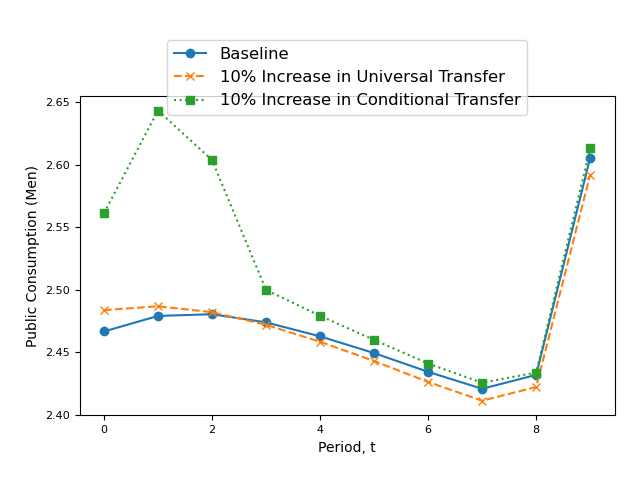 Baseline
10% Increase in Universal Transfer
10% Increase in Conditional Transfer
2.65
2.60
2.55
2.50
2.45
2.40
Public Consumption (Men)
0 2 4 6 8
Period, t